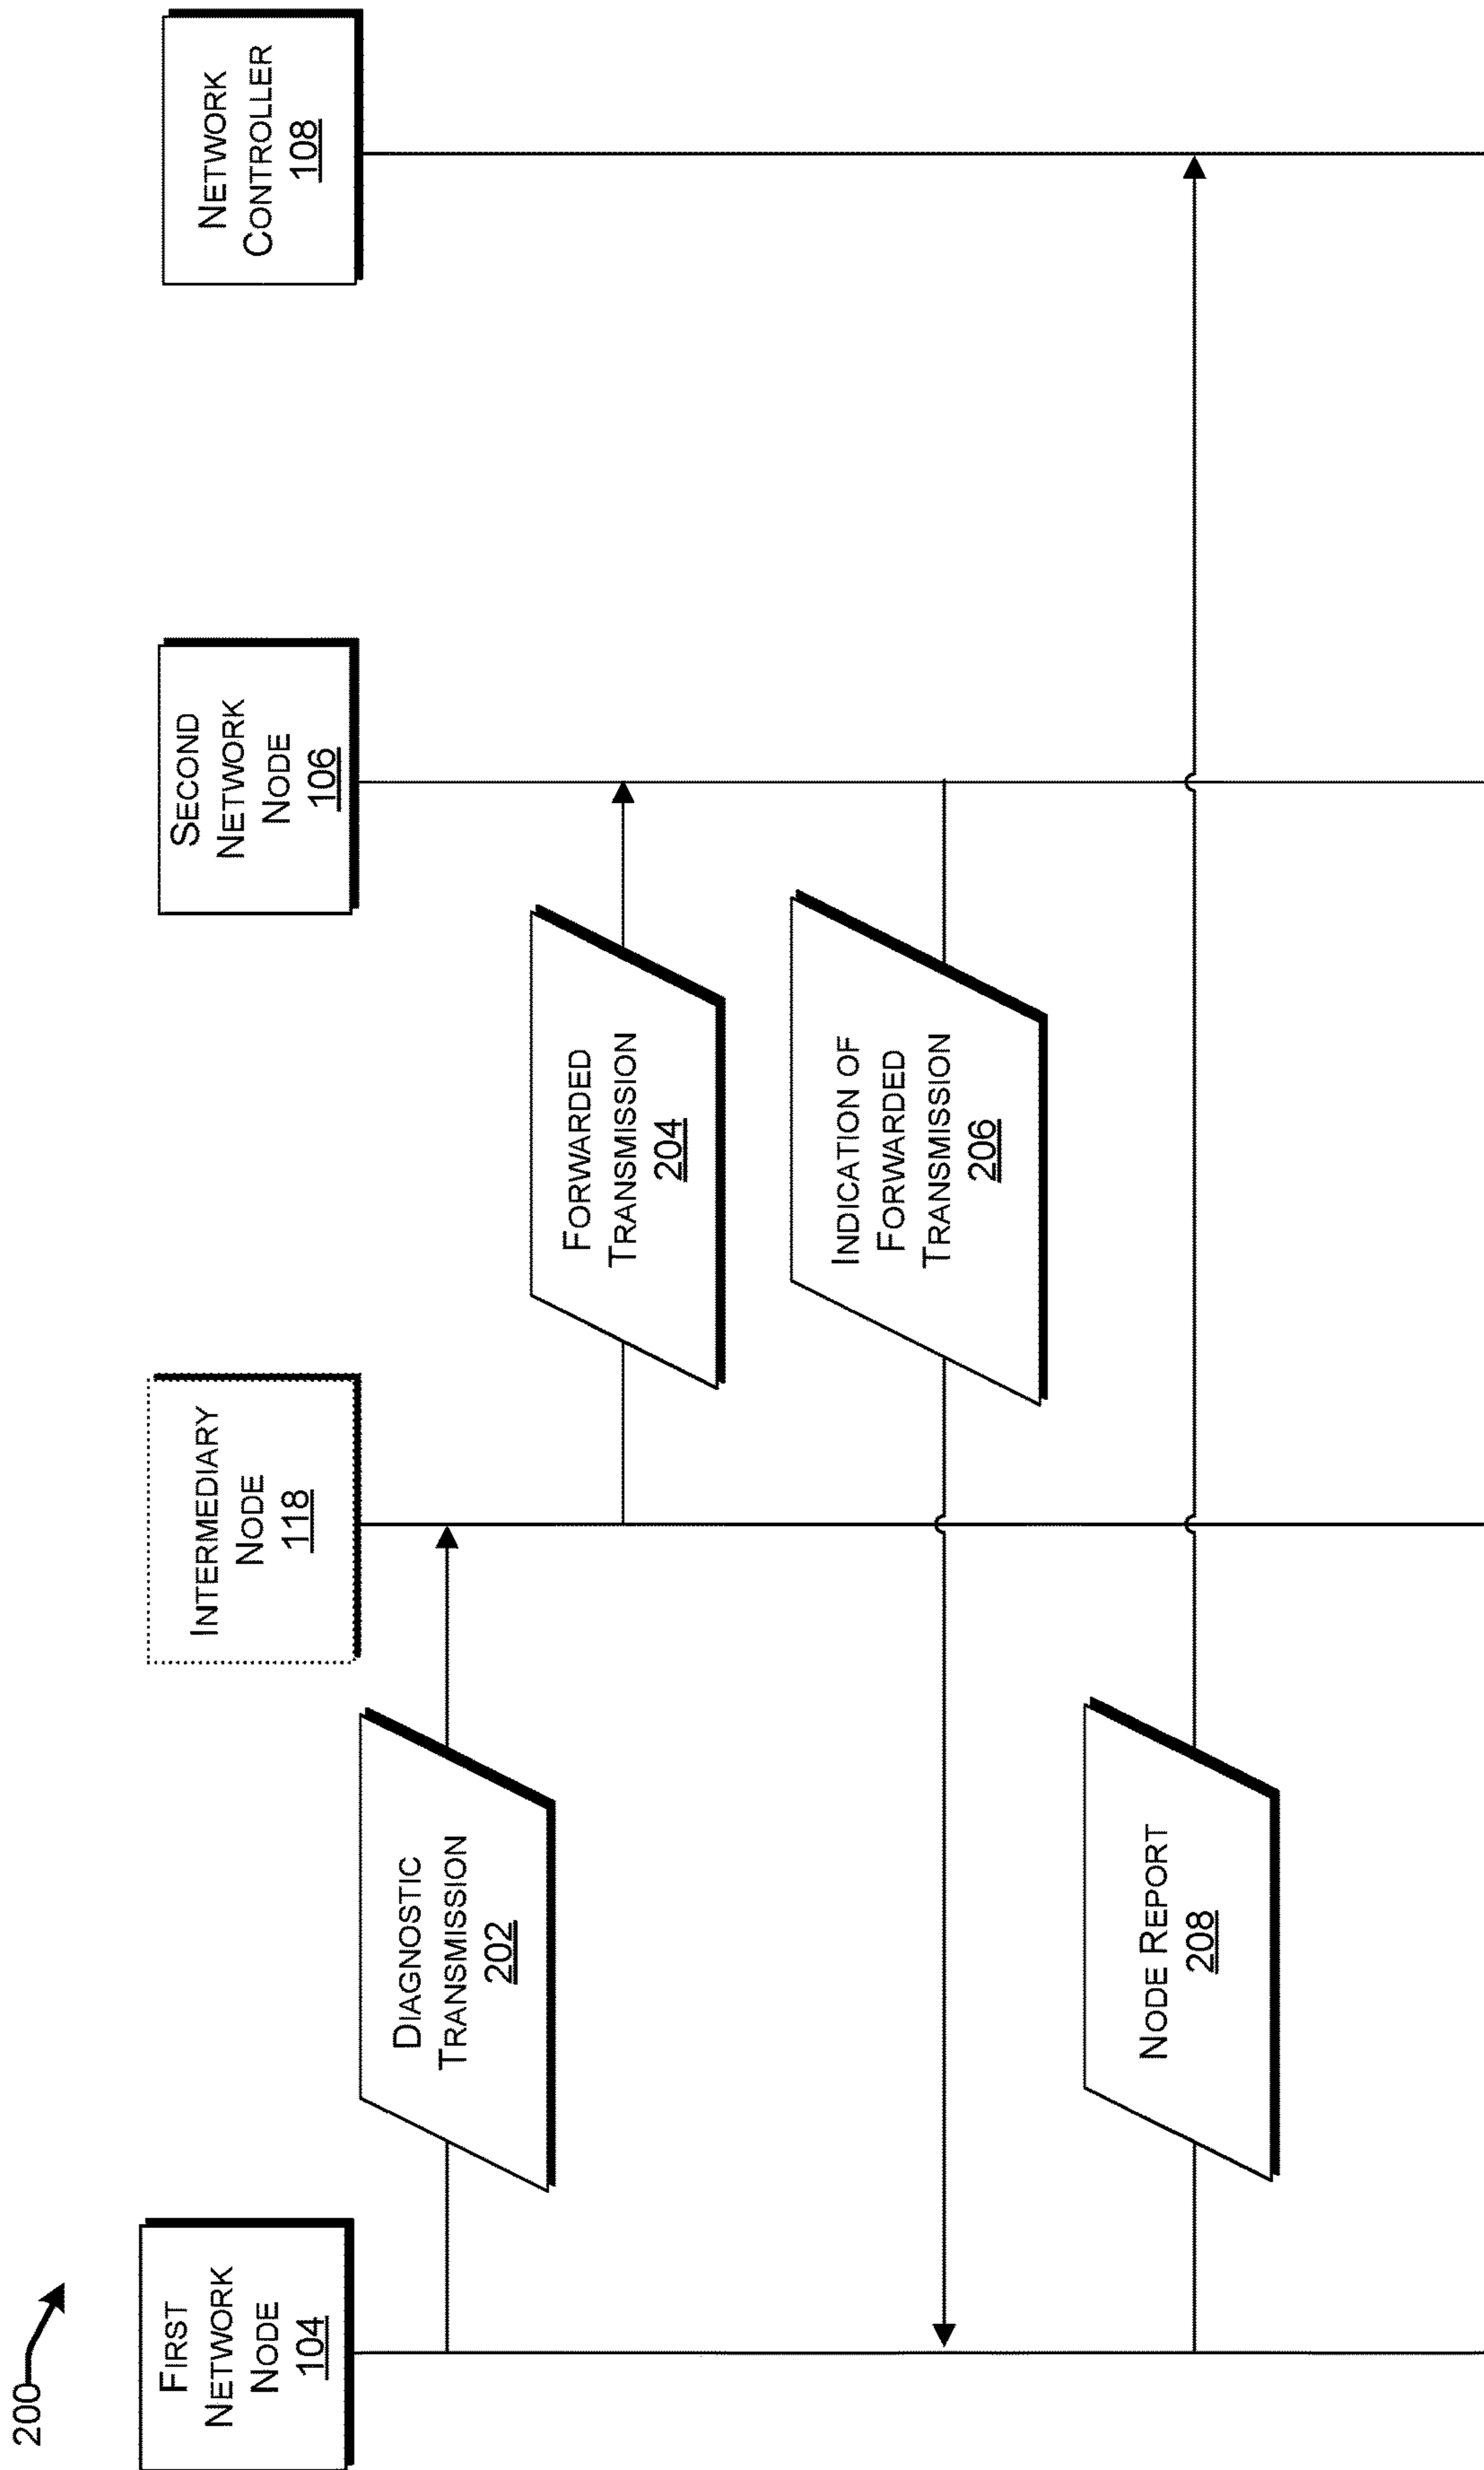 200
FIRST
NETWORK
NODE
104
INTERMEDIARY
NODE
118
SECOND
NETWORK
NODE
106
NETWORK
CONTROLLER
108
DIAGNOSTIC
TRANSMISSION
202
FORWARDED
TRANSMISSION
204
INDICATION OF
FORWARDED
TRANSMISSION
206
NODE REPORT
208